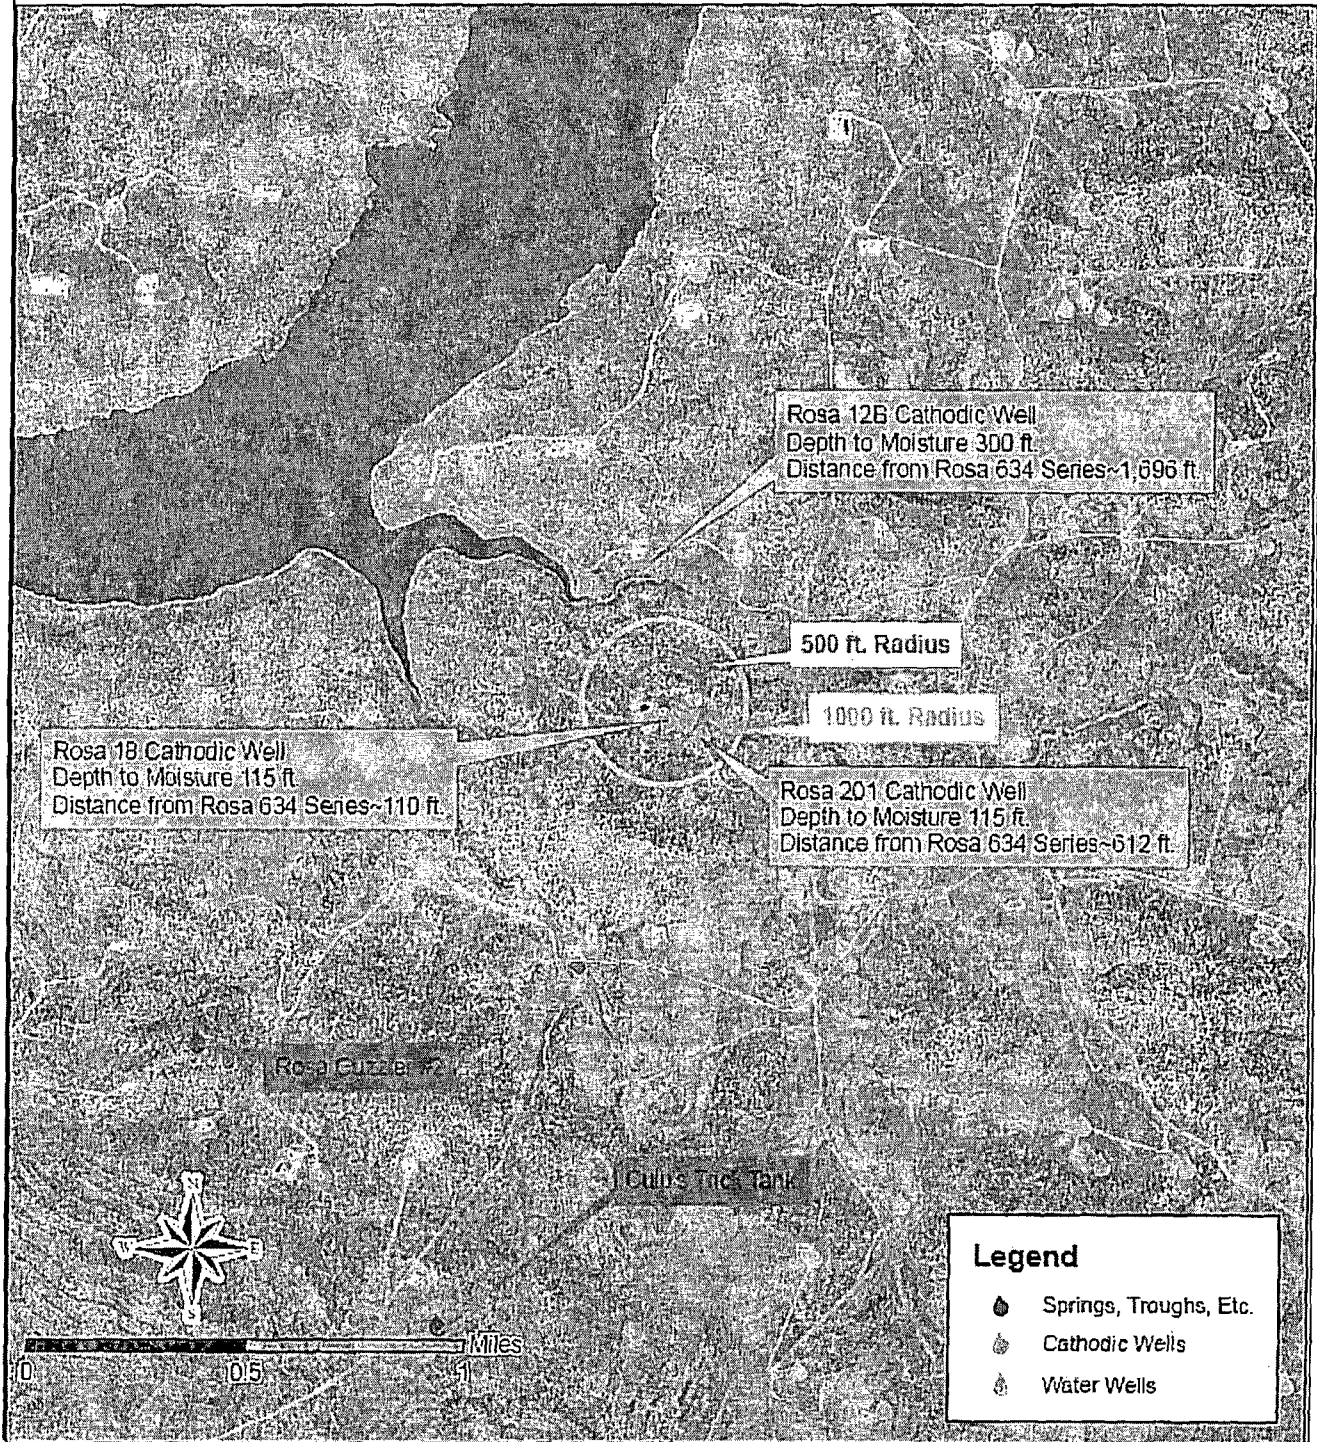 Rosa 12B Cathodic Well
Depth to Moisture 300 ft.
Distance from Rosa 634 Series~1,696 ft.
500 ft. Radius
1000 ft. Radius
Rosa 18 Cathodic Well
Depth to Moisture 115 ft.
Distance from Rosa 634 Series~110 ft.
Rosa 201 Cathodic Well
Depth to Moisture 115 ft.
Distance from Rosa 634 Series~612 ft.
Rosa Guzzler #2
Trick Tank
N
W E
S
Miles
0 0.5 1
Legend
Springs, Troughs, Etc.
Cathodic Wells
Water Wells